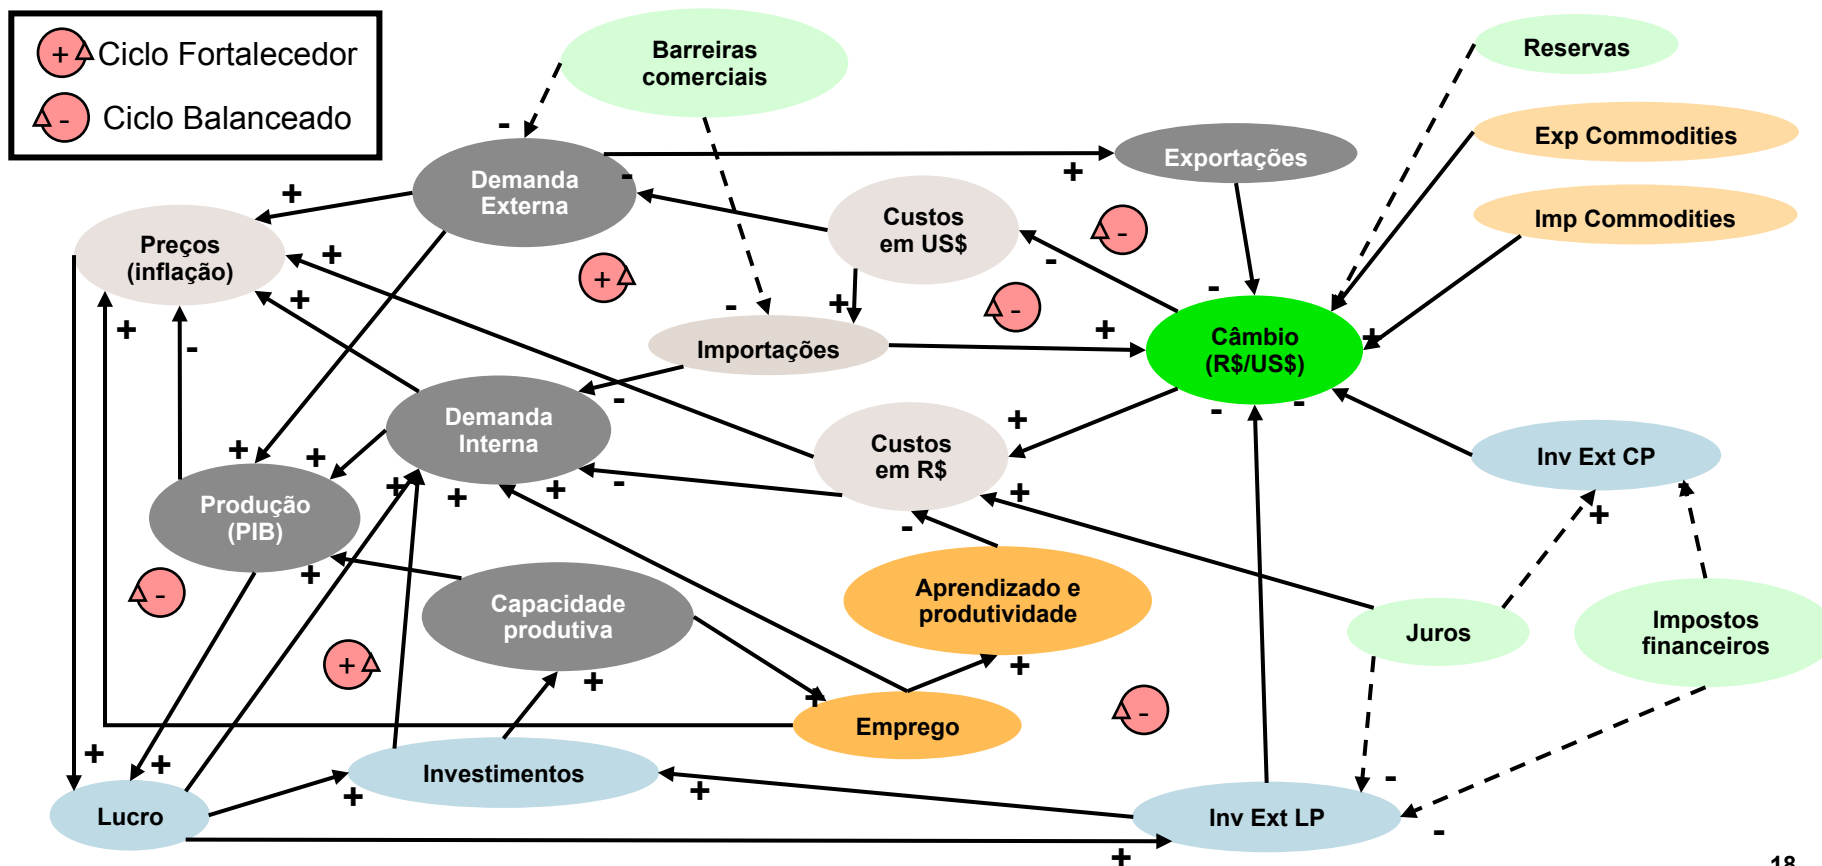 + Ciclo Fortalecedor
- Ciclo Balanceado
Barreiras
comerciais
Reservas
Exp Commodities
Imp Commodities
Demanda
Externa
Exportações
Custos
em US$
Preços
(inflação)
Importações
Câmbio
(R$/US$)
Demanda
Interna
Custos
em R$
Inv Ext CP
Produção
(PIB)
Capacidade
produtiva
Aprendizado e
produtividade
Juros
Impostos
financeiros
Emprego
Investimentos
Lucro
Inv Ext LP
18